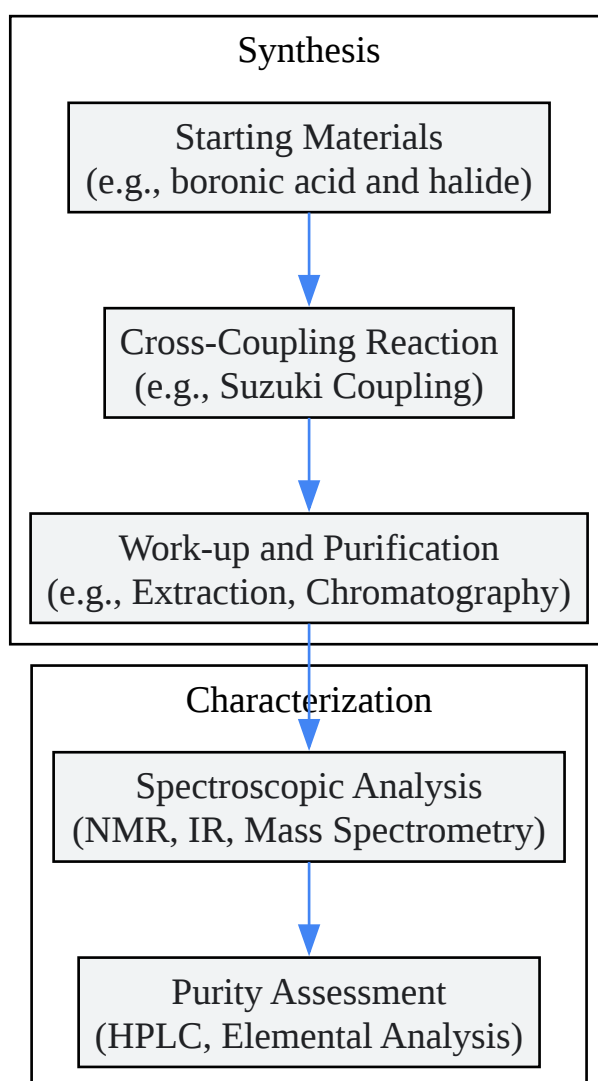 Synthesis
Starting Materials
(e.g., boronic acid and halide)
Cross-Coupling Reaction
(e.g., Suzuki Coupling)
Work-up and Purification
(e.g., Extraction, Chromatography)
Characterization
Spectroscopic Analysis
(NMR, IR, Mass Spectrometry)
Purity Assessment
(HPLC, Elemental Analysis)